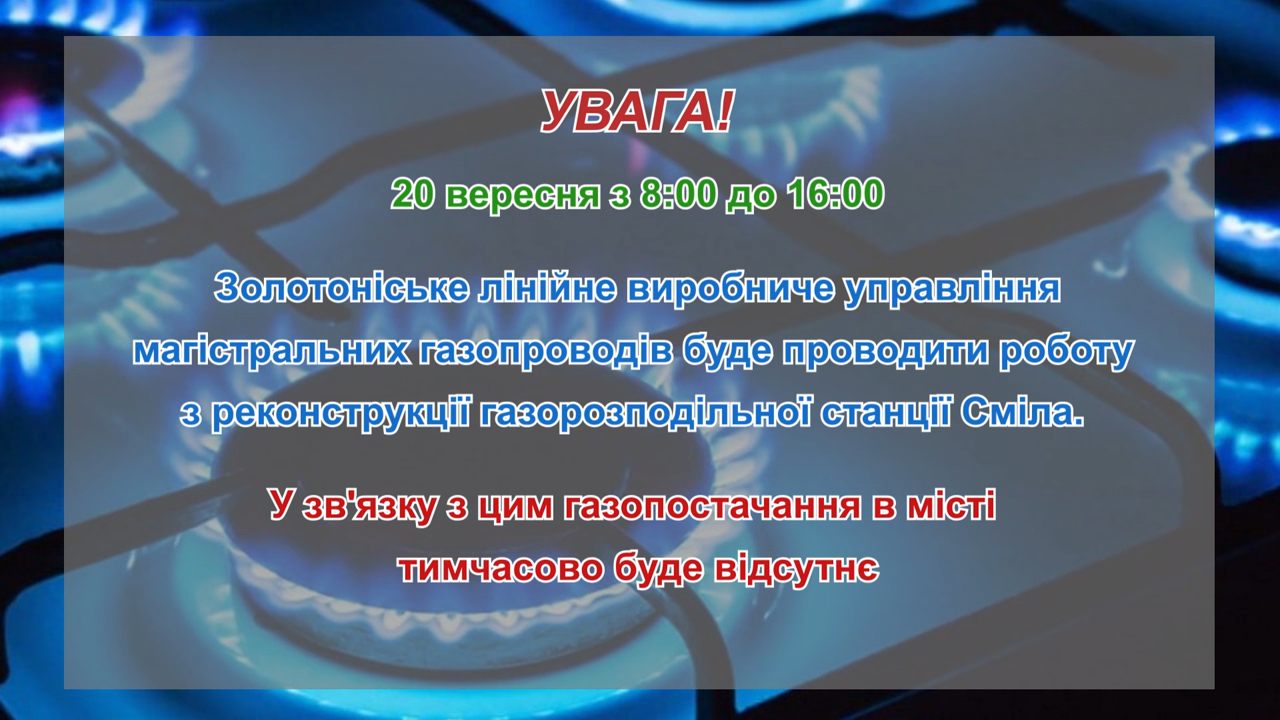 УВАГА!
20 вересня з 8:00 до 16:00
Золотоніське лінійне виробниче управління
магістральних газопроводів буде проводити роботу
з реконструкції газорозподільної станції Сміла.
У зв'язку з цим газопостачання в місті
тимчасово буде відсутнє